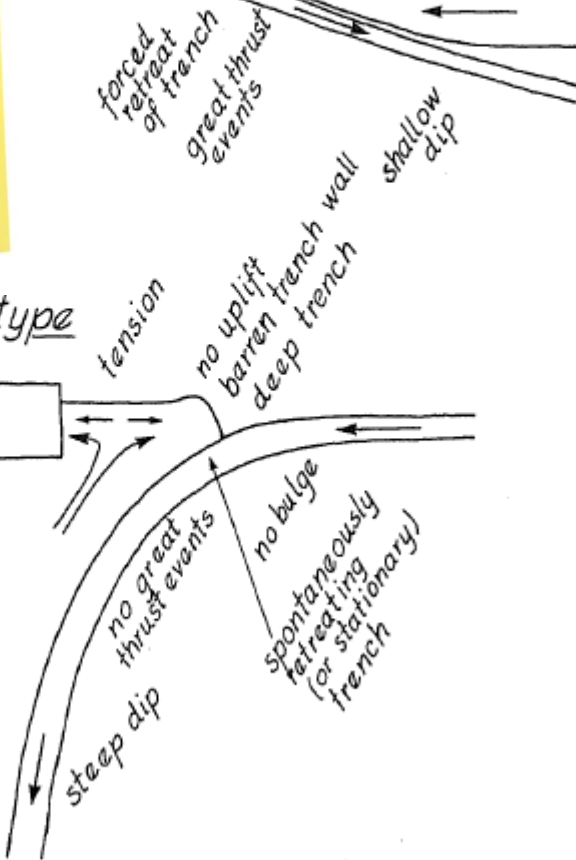 forced
retreat
of trench
great thrust
events
shallow
dip
type
tension
no uplift
barren trench wall
deep trench
no bulge
no great
thrust events
spontaneously
retreating
(or stationary)
trench
steep dip